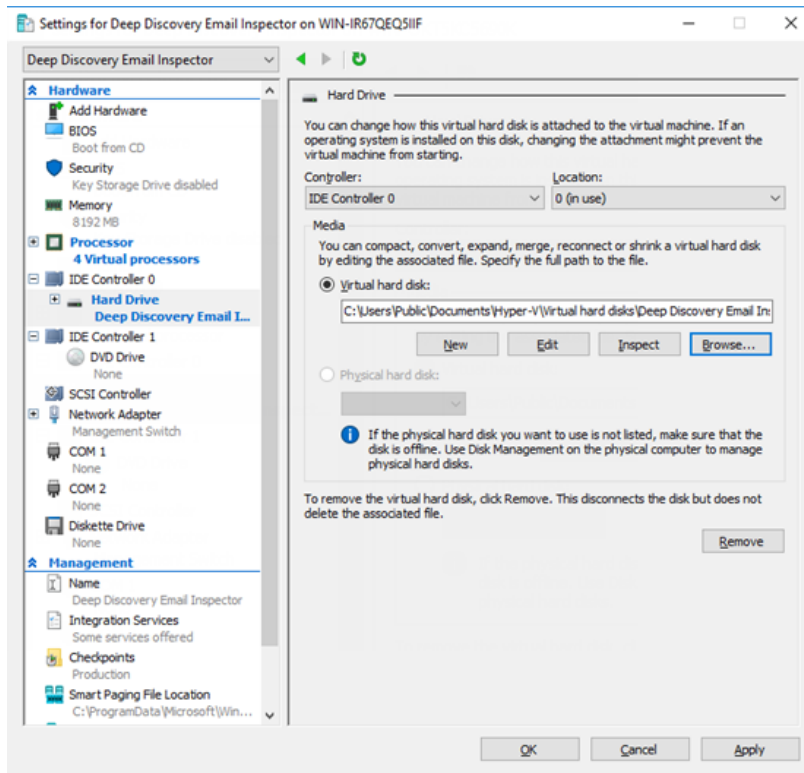 Settings for Deep Discovery Email Inspector on WIN-IR67QEQ5IIF
Deep Discovery Email Inspector
Hardware
Add Hardware
BIOS
Boot from CD
Security
Key Storage Drive disabled
Memory
8192 MB
Processor
4 Virtual processors
IDE Controller 0
Hard Drive
Deep Discovery Email I...
IDE Controller 1
DVD Drive
None
SCSI Controller
Network Adapter
Management Switch
COM 1
None
COM 2
None
Diskette Drive
None
Management
Name
Deep Discovery Email Inspector
Integration Services
Some services offered
Checkpoints
Production
Smart Paging File Location
C:\ProgramData\Microsoft\Win...
Hard Drive
You can change how this virtual hard disk is attached to the virtual machine. If an
operating system is installed on this disk, changing the attachment might prevent the
virtual machine from starting.
Controller:
Location:
IDE Controller 0
0 (in use)
Media
You can compact, convert, expand, merge, reconnect or shrink a virtual hard disk
by editing the associated file. Specify the full path to the file.
Virtual hard disk:
C:\Users\Public\Documents\Hyper-V\Virtual hard disks\Deep Discovery Email In
New
Edit
Inspect
Browse...
Physical hard disk:
If the physical hard disk you want to use is not listed, make sure that the
disk is offline. Use Disk Management on the physical computer to manage
physical hard disks.
To remove the virtual hard disk, click Remove. This disconnects the disk but does not
delete the associated file.
Remove
OK
Cancel
Apply